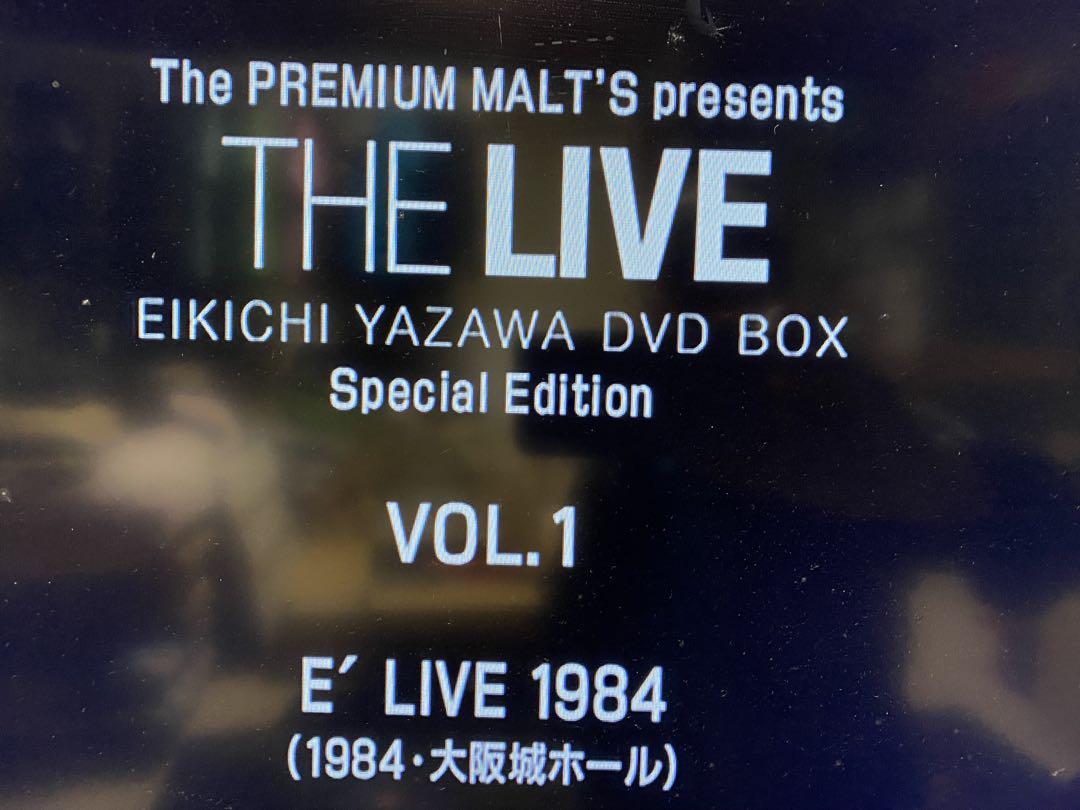 The PREMIUM MALT'S presents
THE LIVE
EIKICHI YAZAWA DVD BOX
Special Edition
VOL.1
E´ LIVE 1984
(1984・大阪城ホール)